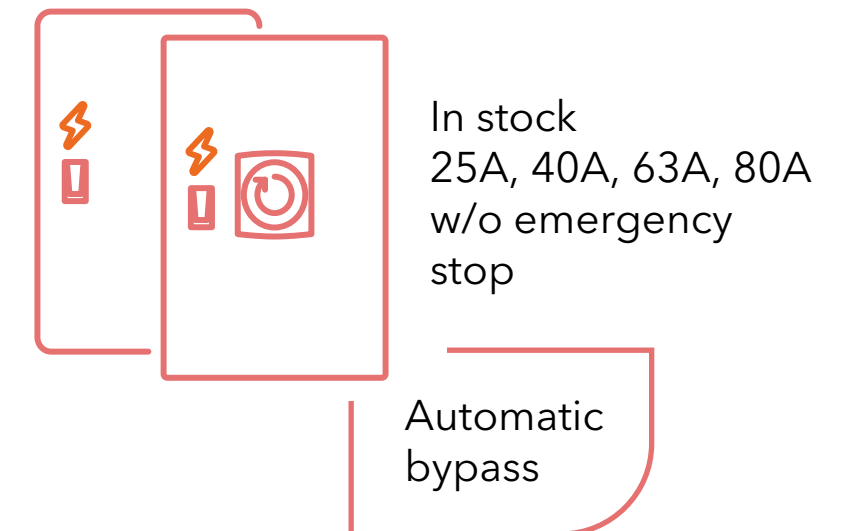 In stock
25A, 40A, 63A, 80A
w/o emergency
stop
Automatic
bypass